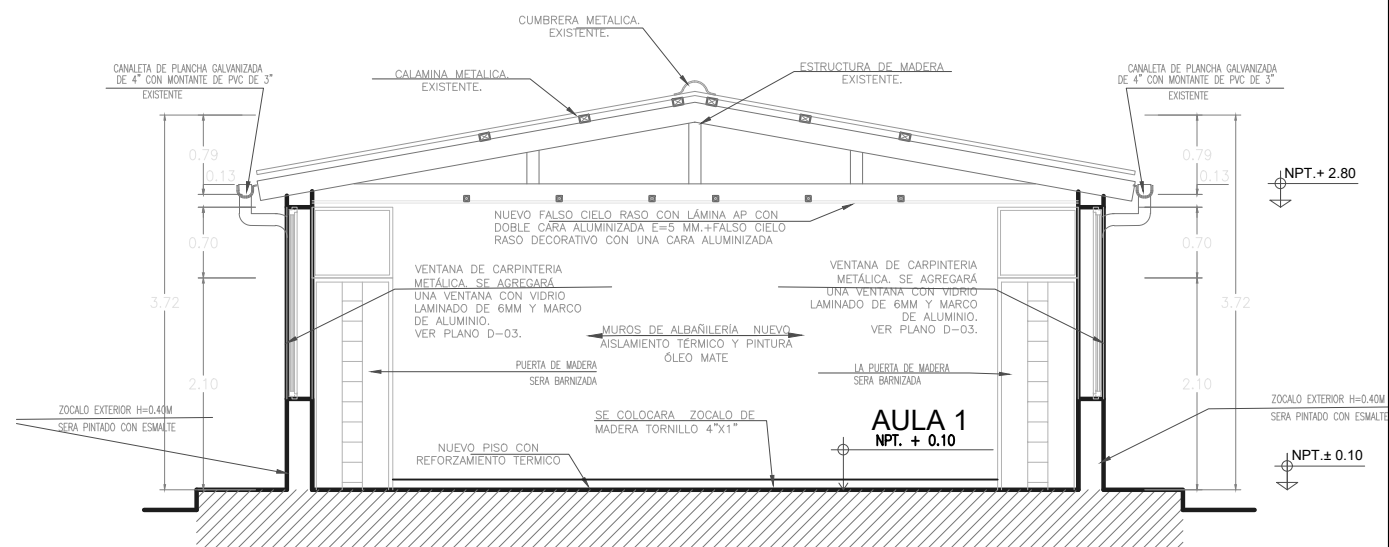 CUMBRERA METALICA.
EXISTENTE.
CANALETA DE PLANCHA GALVANIZADA
DE 4" CON MONTANTE DE PVC DE 3"
EXISTENTE
CALAMINA METALICA.
EXISTENTE.
ESTRUCTURA DE MADERA
EXISTENTE.
CANALETA DE PLANCHA GALVANIZADA
DE 4" CON MONTANTE DE PVC DE 3"
EXISTENTE
0.79
0.13
0.70
3.72
2.10
0.79
0.13
0.70
3.72
2.10
NPT.+ 2.80
NUEVO FALSO CIELO RASO CON LÁMINA AP CON
DOBLE CARA ALUMINIZADA E=5 MM.+FALSO CIELO
RASO DECORATIVO CON UNA CARA ALUMINIZADA
VENTANA DE CARPINTERIA
METÁLICA. SE AGREGARÁ
UNA VENTANA CON VIDRIO
LAMINADO DE 6MM Y MARCO
DE ALUMINIO.
VER PLANO D-03.
VENTANA DE CARPINTERIA
METÁLICA. SE AGREGARÁ
UNA VENTANA CON VIDRIO
LAMINADO DE 6MM Y MARCO
DE ALUMINIO.
VER PLANO D-03.
MUROS DE ALBAÑILERÍA NUEVO
AISLAMIENTO TÉRMICO Y PINTURA
ÓLEO MATE
PUERTA DE MADERA
SERA BARNIZADA
LA PUERTA DE MADERA
SERA BARNIZADA
ZOCALO EXTERIOR H=0.40M
SERA PINTADO CON ESMALTE
SE COLOCARA ZOCALO DE
MADERA TORNILLO 4"X1"
AULA 1
NPT. + 0.10
ZOCALO EXTERIOR H=0.40M
SERA PINTADO CON ESMALTE
NUEVO PISO CON
REFORZAMIENTO TERMICO
NPT.± 0.10